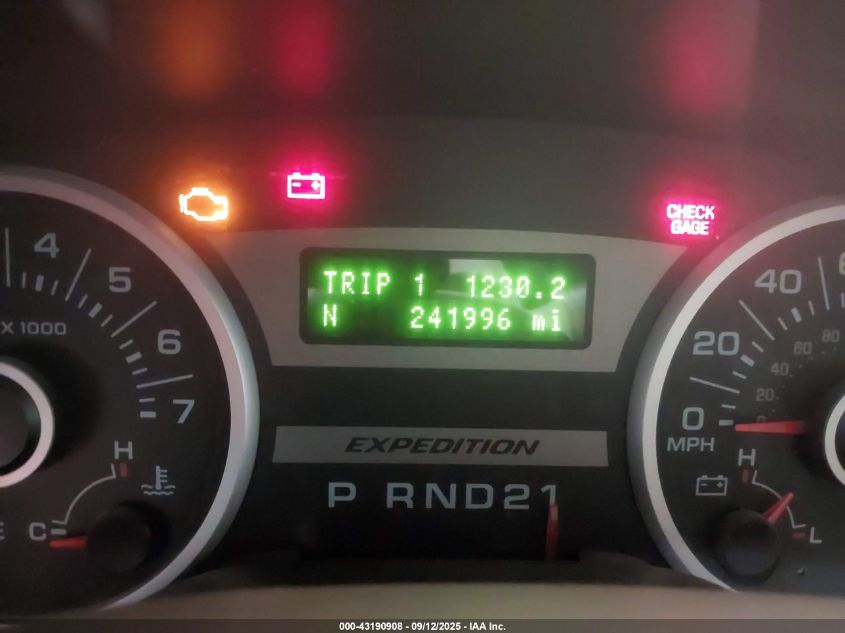 CHECK
GAGE
TRIP 1 1230.2
N 241996 mi
4
5
6
7
X 1000
H
C
E
EXPEDITION
P RND21
40
20
0
MPH
80
60
40
20
H
L
000-43190908 - 09/12/2025 - IAA Inc.